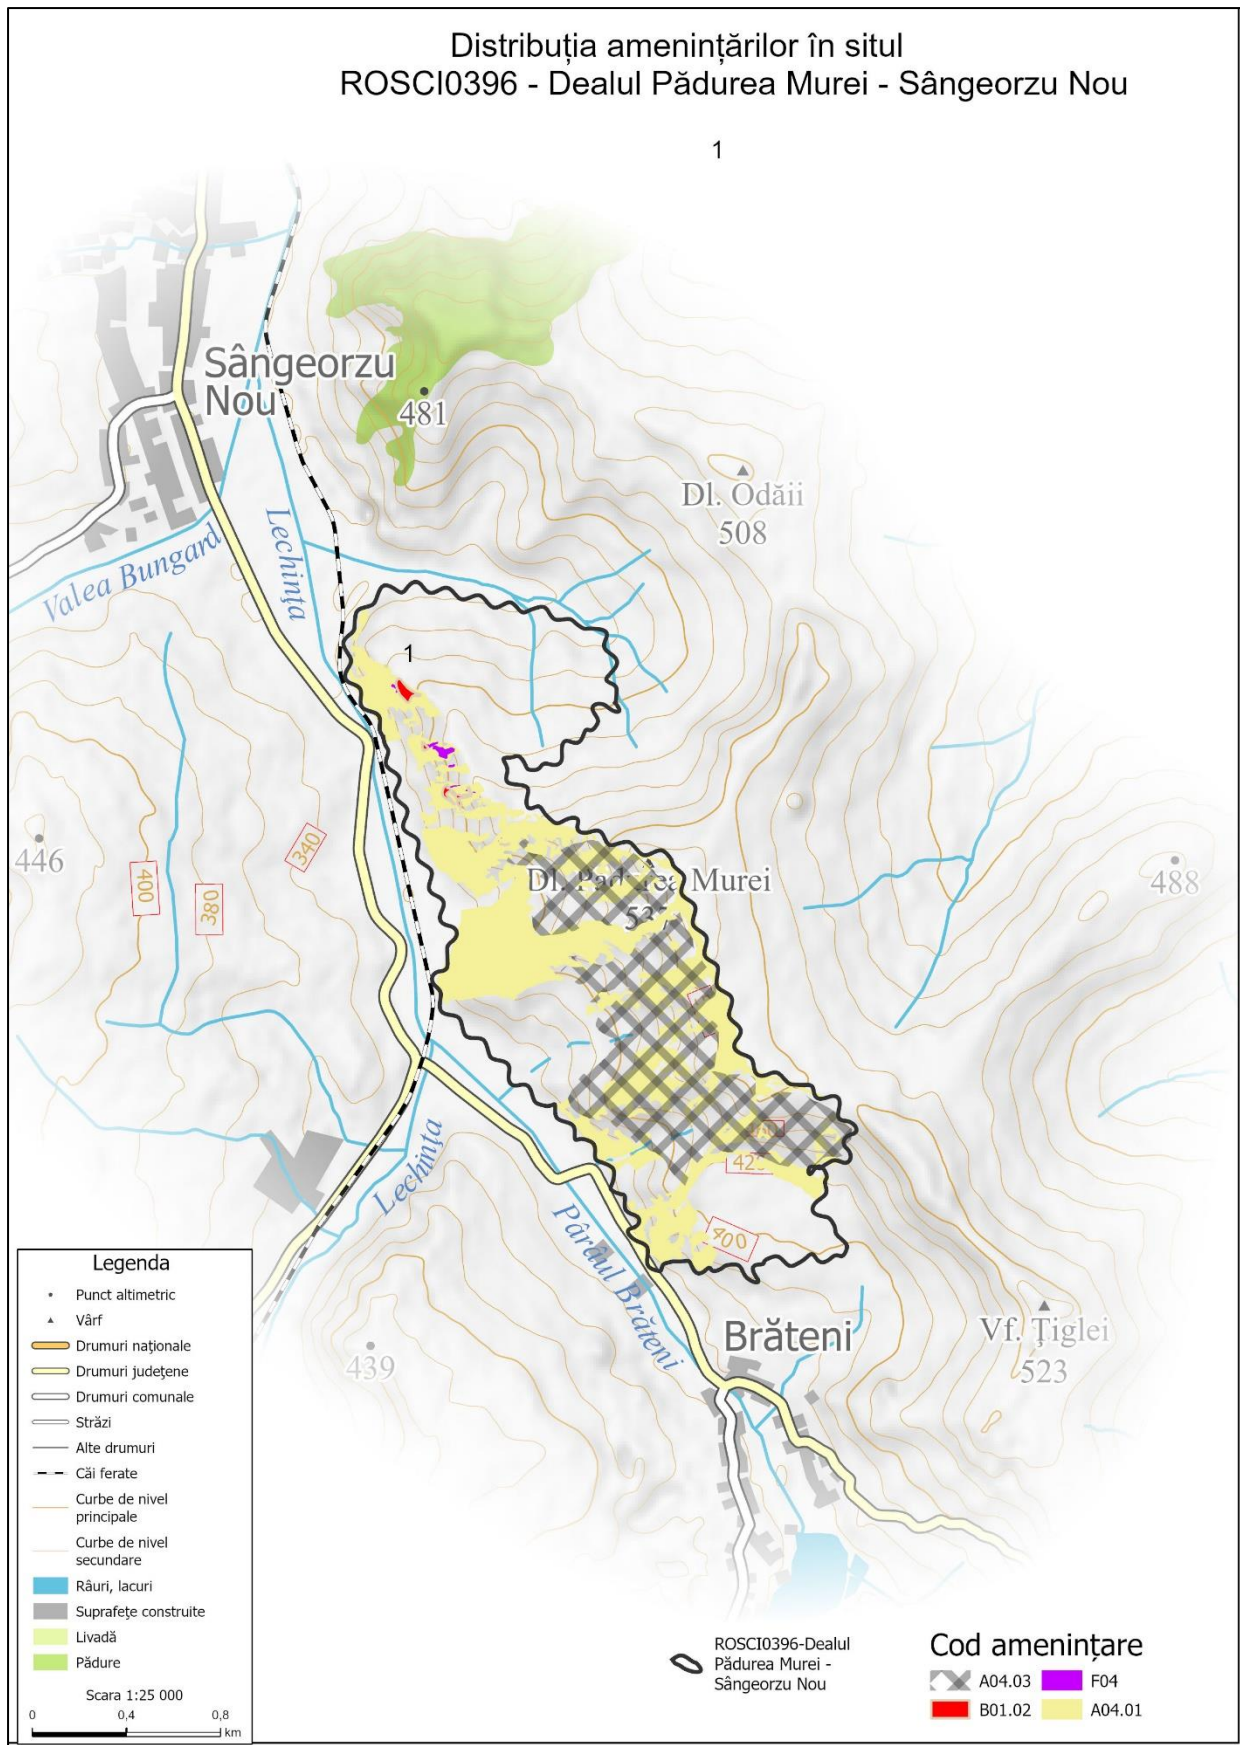 Distribuția amenințărilor în situl
ROSCI0396 - Dealul Pădurea Murei - Sângeorzu Nou
1
Sângeorzu
Nou
481
Dl. Odăii
508
Lechința
Valea Bungard
1
340
446
400
380
Dl. Pădurea Murei
537
488
Lechința
400
Pârâul Brăteni
Brăteni
Vf. Țiglei
523
439
Legenda
Punct altimetric
Vârf
Drumuri naționale
Drumuri județene
Drumuri comunale
Străzi
Alte drumuri
Căi ferate
Curbe de nivel
principale
Curbe de nivel
secundare
Râuri, lacuri
Suprafețe construite
Livadă
Pădure
Scara 1:25 000
0 0,4 0,8
km
ROSCI0396-Dealul
Pădurea Murei -
Sângeorzu Nou
Cod amenințare
A04.03 F04
B01.02 A04.01